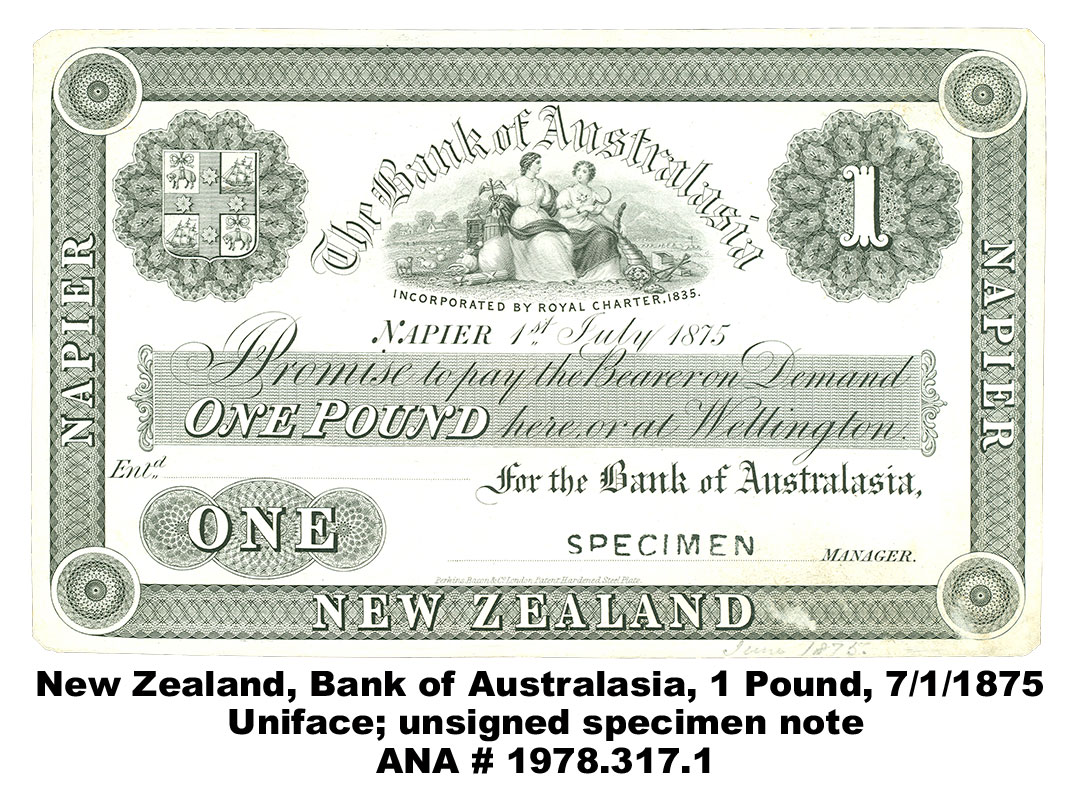 The Bank of Australasia
1
INCORPORATED BY ROYAL CHARTER, 1835.
NAPIER
NAPIER
NAPIER 1st July 1875
Promise to pay the Bearer on Demand
ONE POUND here, or at Wellington.
Entd
For the Bank of Australasia,
ONE
SPECIMEN
MANAGER.
Perkins Bacon & Co London Patent Hardened Steel Plate.
NEW ZEALAND
June 1875.
New Zealand, Bank of Australasia, 1 Pound, 7/1/1875
Uniface; unsigned specimen note
ANA # 1978.317.1